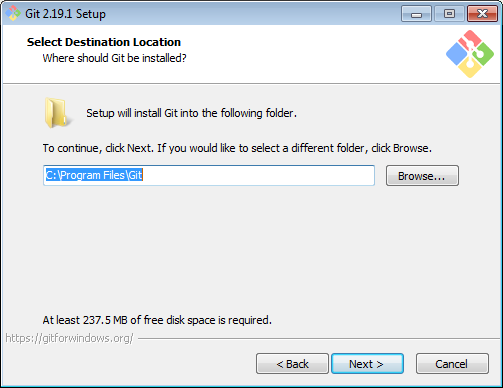 Git 2.19.1 Setup
Select Destination Location
Where should Git be installed?
Setup will install Git into the following folder.
To continue, click Next. If you would like to select a different folder, click Browse.
C:\Program Files\Git
Browse...
At least 237.5 MB of free disk space is required.
https://gitforwindows.org/
< Back
Next >
Cancel